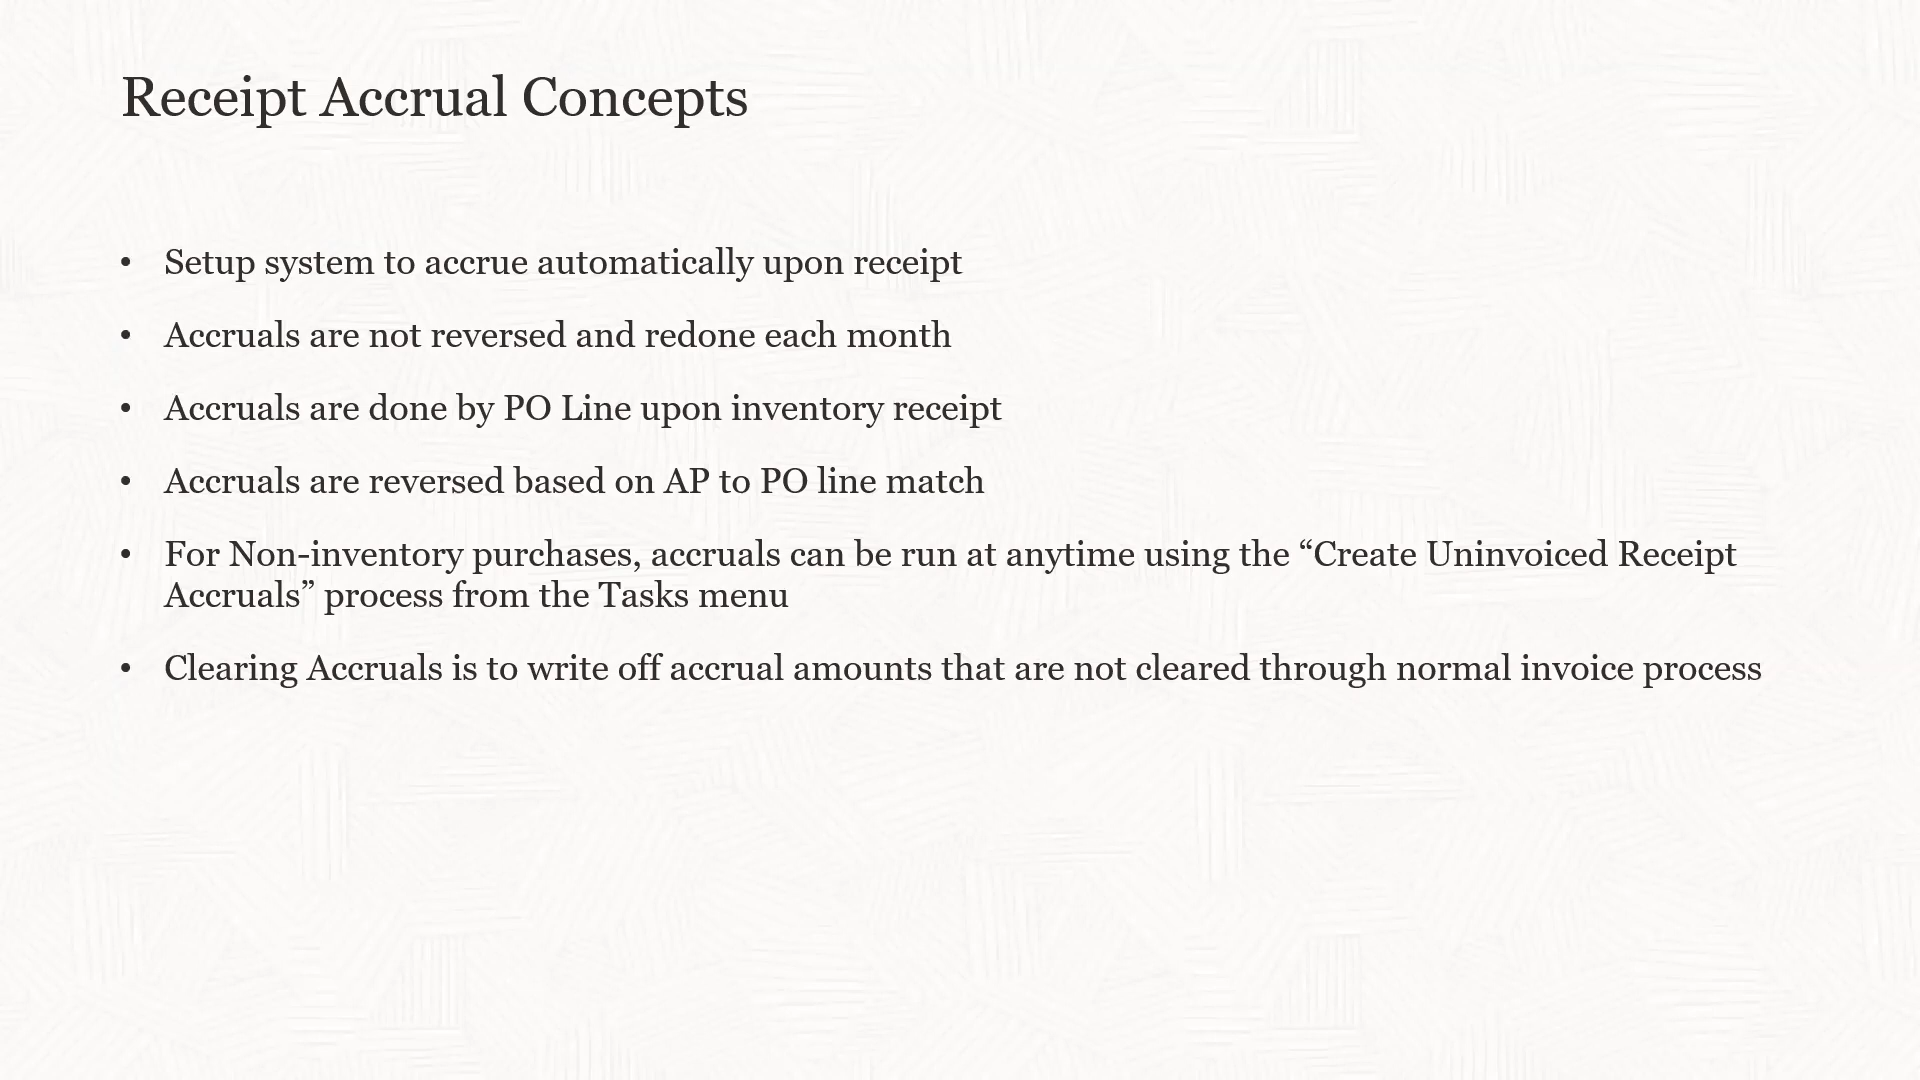 Receipt Accrual Concepts
• Setup system to accrue automatically upon receipt
• Accruals are not reversed and redone each month
• Accruals are done by PO Line upon inventory receipt
• Accruals are reversed based on AP to PO line match
• For Non-inventory purchases, accruals can be run at anytime using the “Create Uninvoiced Receipt
Accruals” process from the Tasks menu
• Clearing Accruals is to write off accrual amounts that are not cleared through normal invoice process